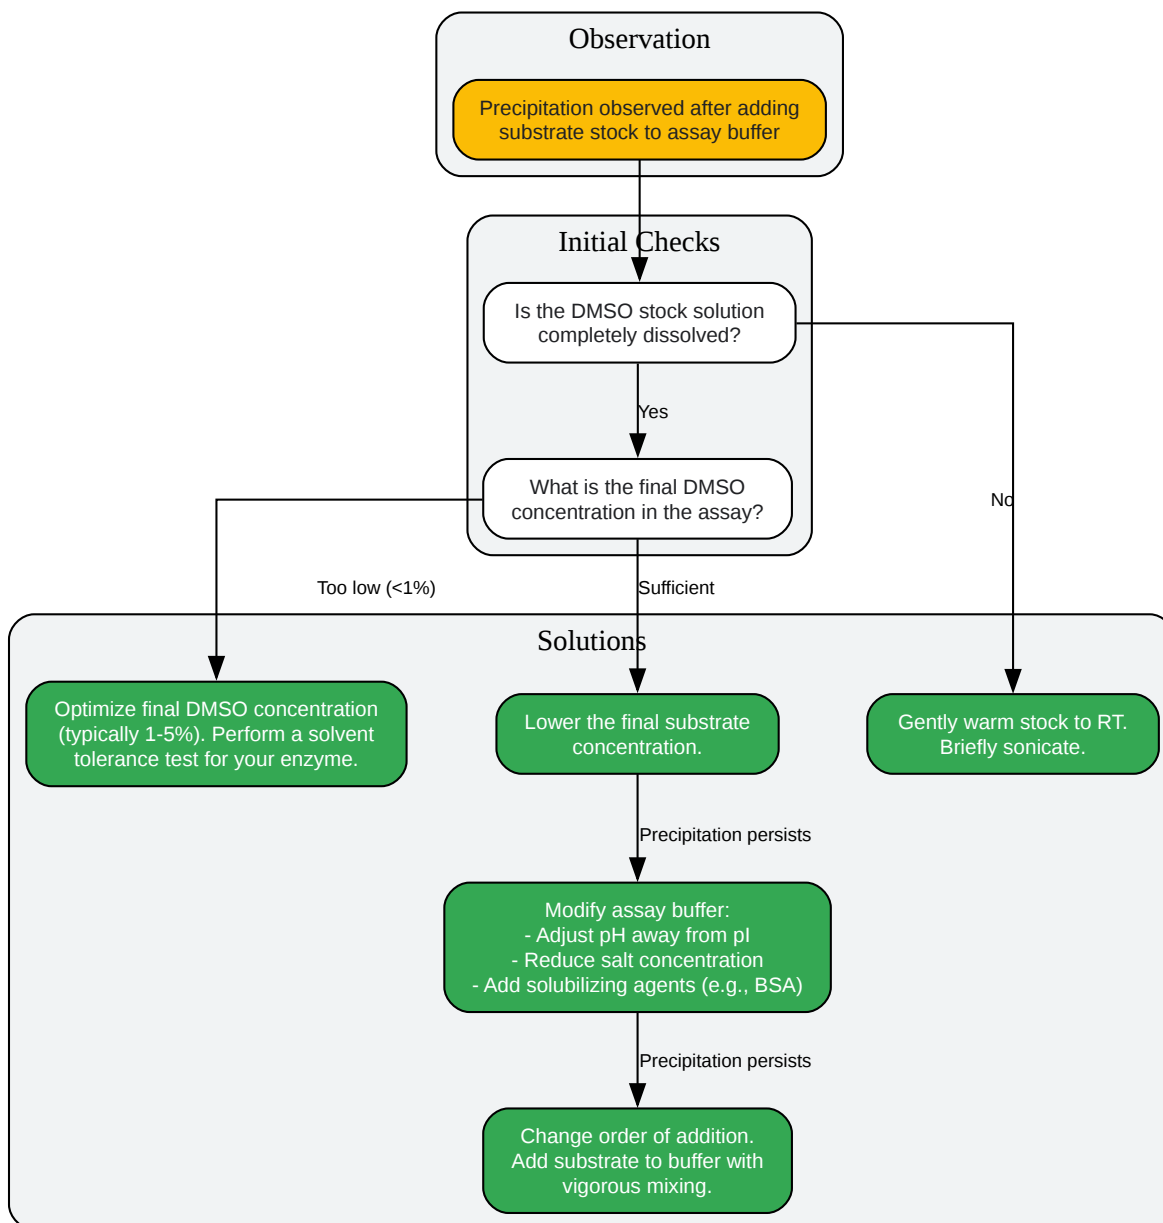 Observation
Precipitation observed after adding
substrate stock to assay buffer
Initial Checks
Is the DMSO stock solution
completely dissolved?
Yes
What is the final DMSO
concentration in the assay?
No
Too low (<1%)
Sufficient
Solutions
Optimize final DMSO concentration
(typically 1-5%). Perform a solvent
tolerance test for your enzyme.
Lower the final substrate
concentration.
Gently warm stock to RT.
Briefly sonicate.
Precipitation persists
Modify assay buffer:
- Adjust pH away from pI
- Reduce salt concentration
- Add solubilizing agents (e.g., BSA)
Precipitation persists
Change order of addition.
Add substrate to buffer with
vigorous mixing.